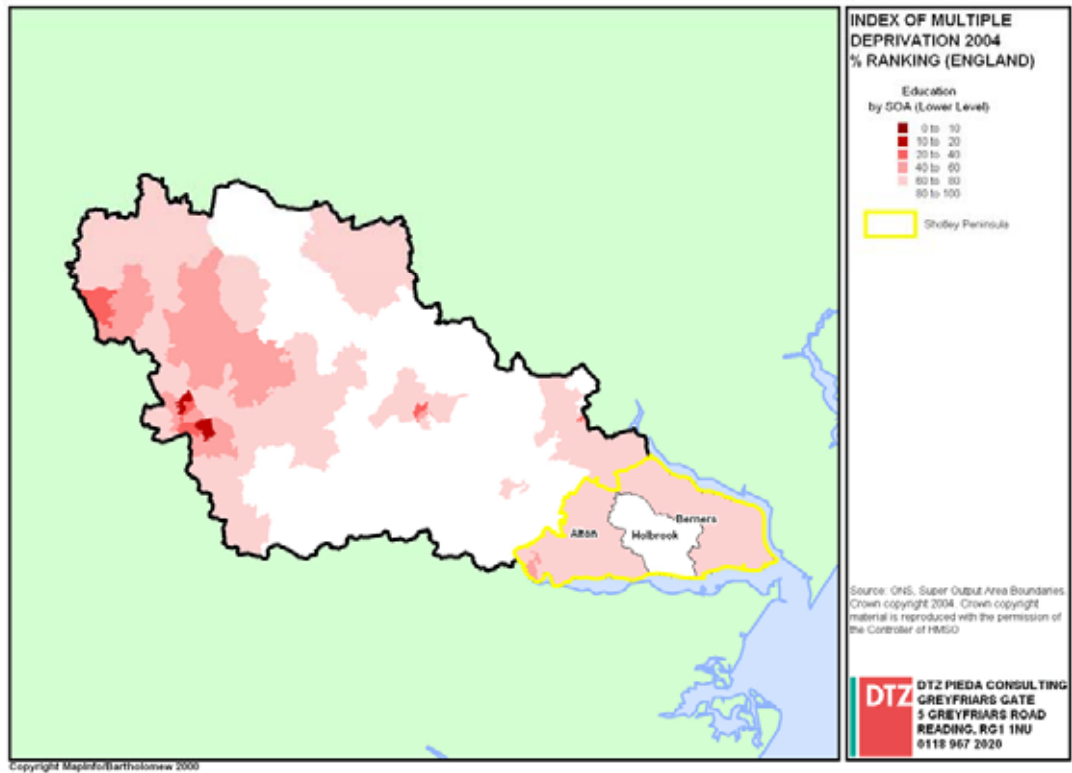 INDEX OF MULTIPLE
DEPRIVATION 2004
% RANKING (ENGLAND)
Education
by SOA (Lower Level)
0 to 10
10 to 20
20 to 40
40 to 60
60 to 80
80 to 100
Shotley Peninsula
Alton
Holbrook
Berners
Source: ONS, Super Output Area Boundaries.
Crown copyright 2004. Crown copyright
material is reproduced with the permission of
the Controller of HMSO
DTZ
DTZ PIEDA CONSULTING
GREYFRIARS GATE
5 GREYFRIARS ROAD
READING, RG1 1NU
0118 967 2020
Copyright MapInfo/Bartholomew 2000